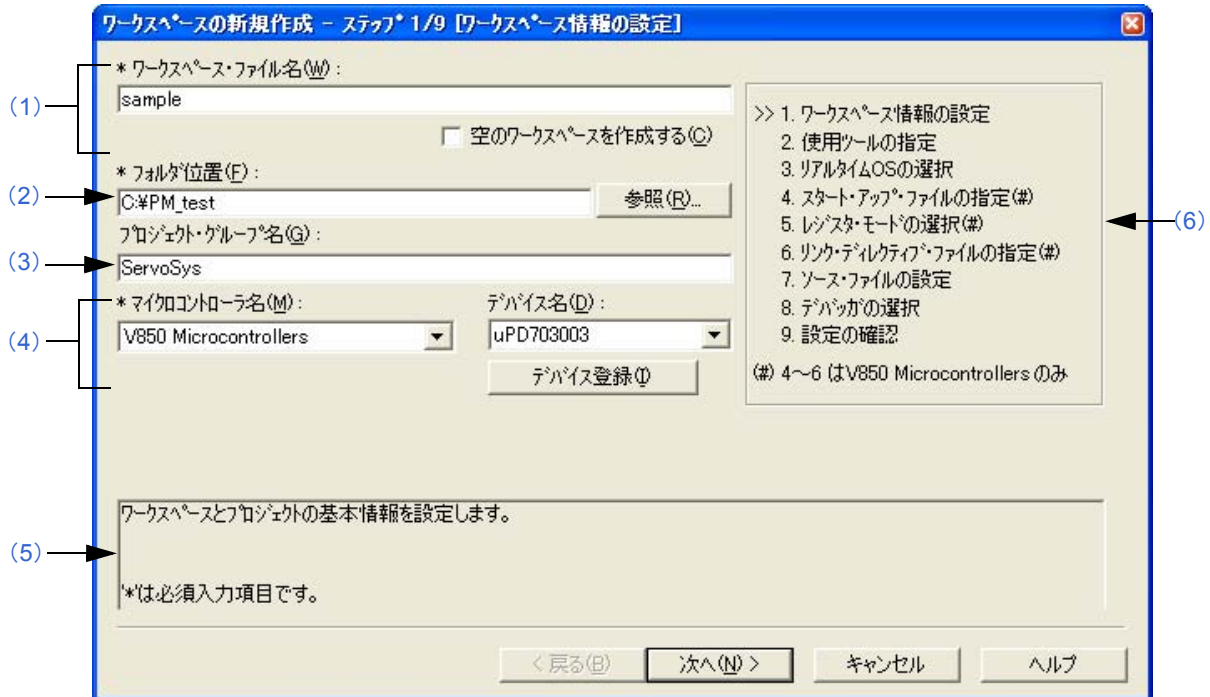 ワークスペースの新規作成 - ステップ 1/9 [ワークスペース情報の設定]
(1)
* ワークスペース・ファイル名(W) :
sample
空のワークスペースを作成する(C)
(2)
* フォルダ位置(F) :
C:¥PM_test
参照(R)...
(3)
プロジェクト・グループ名(G) :
ServoSys
(4)
* マイクロコントローラ名(M) :
V850 Microcontrollers
デバイス名(D) :
uPD703003
デバイス登録(I)
>> 1. ワークスペース情報の設定
2. 使用ツールの指定
3. リアルタイムOSの選択
4. スタート・アップ・ファイルの指定(#)
5. レジスタ・モードの選択(#)
6. リンク・ディレクティブ・ファイルの指定(#)
7. ソース・ファイルの設定
8. デバッガの選択
9. 設定の確認
(#) 4～6 はV850 Microcontrollers のみ
(6)
(5)
ワークスペースとプロジェクトの基本情報を設定します。
'*'は必須入力項目です。
< 戻る(B)
次へ(N) >
キャンセル
ヘルプ